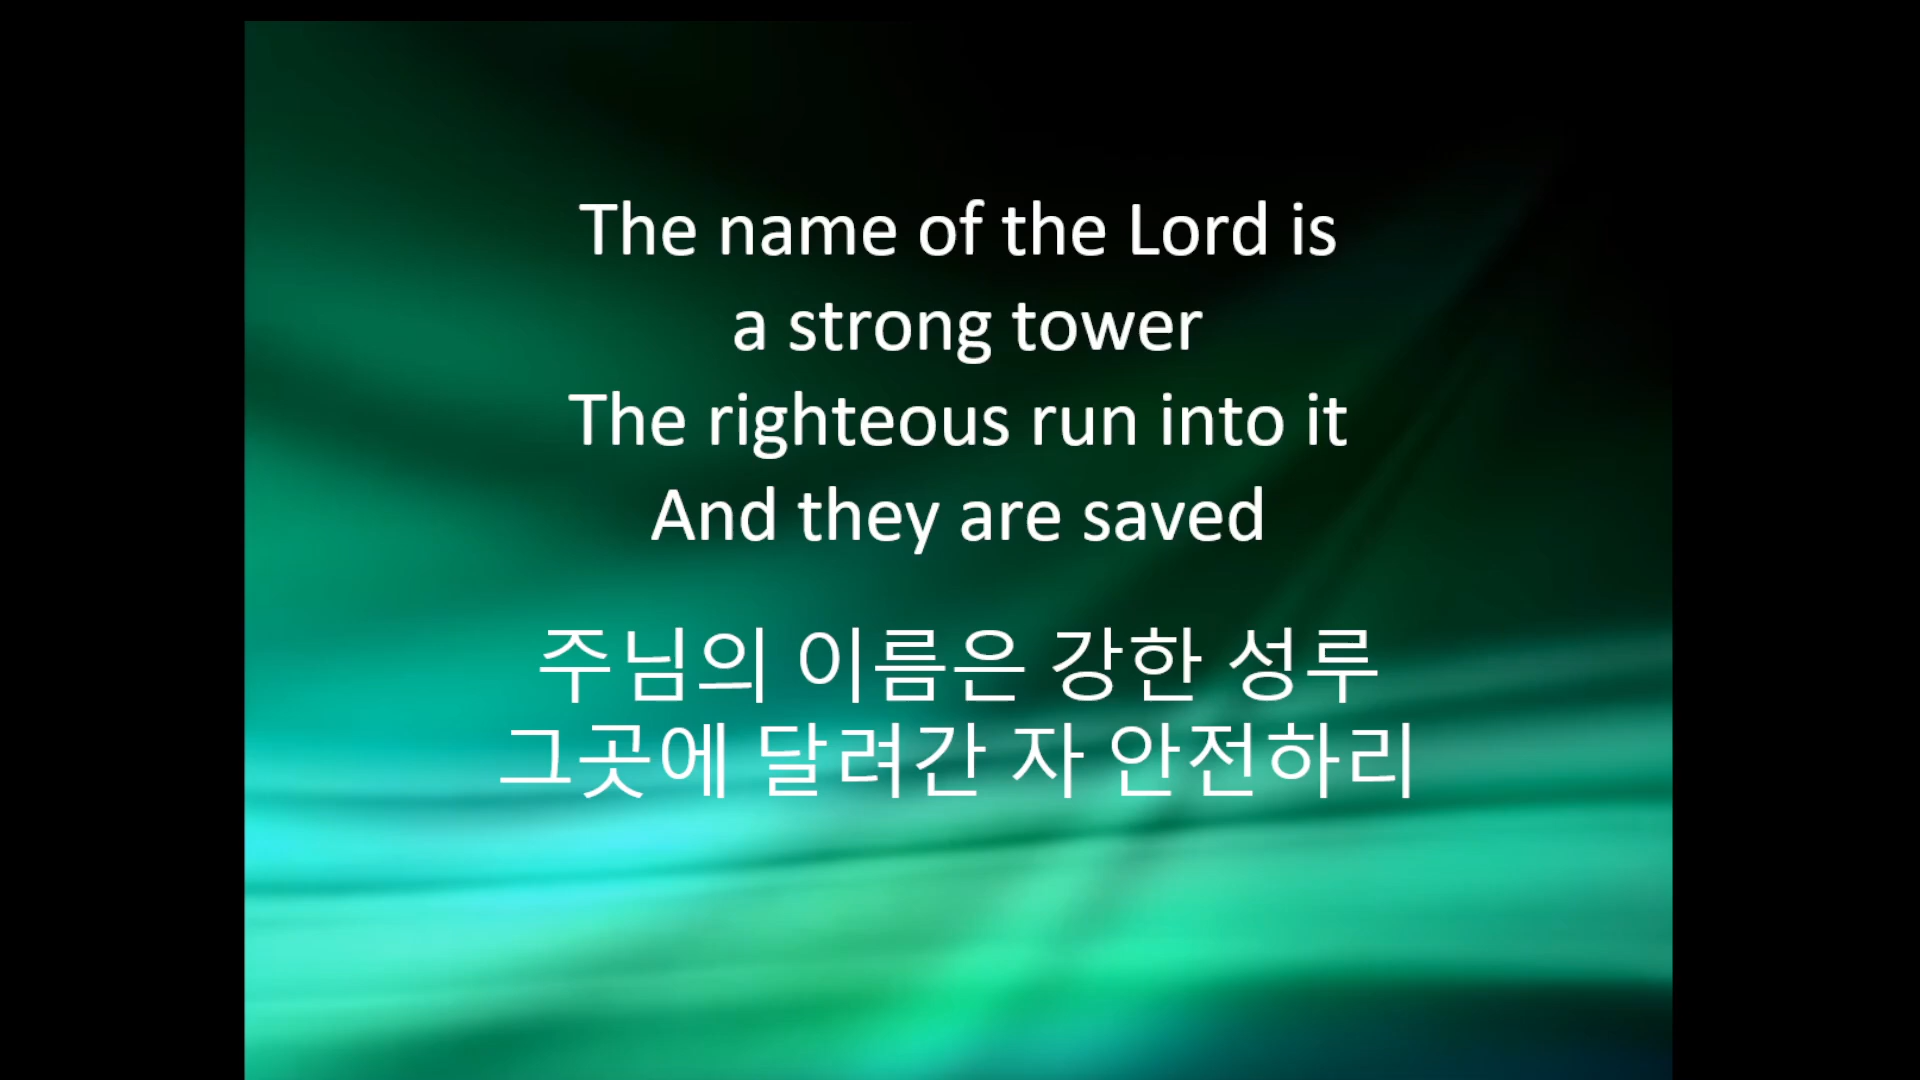 The name of the Lord is
a strong tower
The righteous run into it
And they are saved
주님의 이름은 강한 성루
그곳에 달려간 자 안전하리